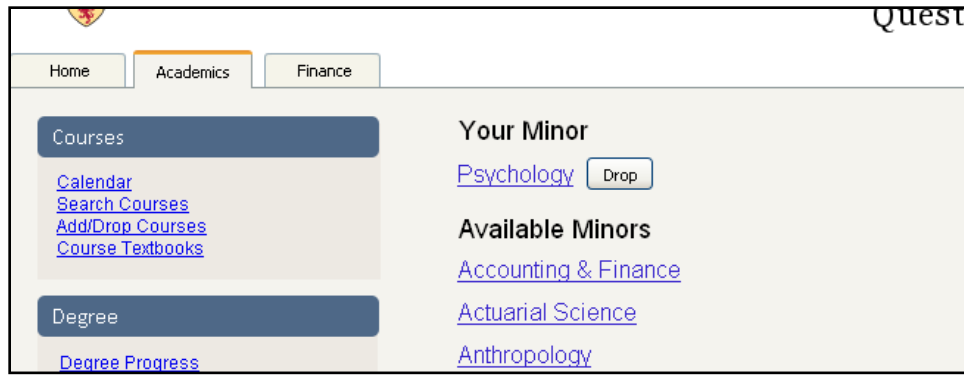 Quest
Home
Academics
Finance
Courses
Calendar
Search Courses
Add/Drop Courses
Course Textbooks
Degree
Degree Progress
Your Minor
Psychology Drop
Available Minors
Accounting & Finance
Actuarial Science
Anthropology